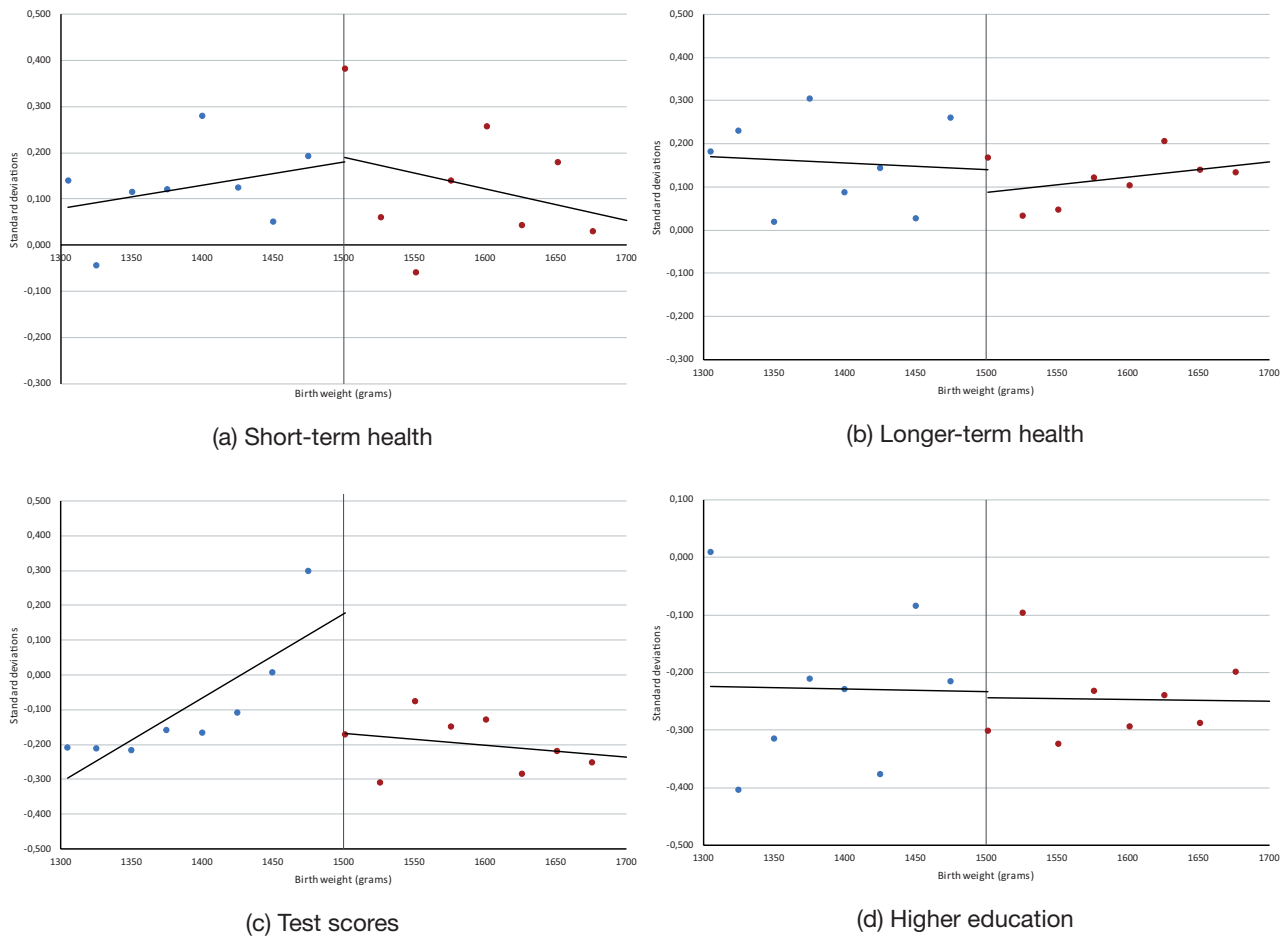 0,500
0,400
0,300
0,200
0,100
0,000
-0,100
-0,200
-0,300
Standard deviations
1300 1350 1400 1450 1500 1550 1600 1650 1700
Birth weight (grams)
(a) Short-term health
0,500
0,400
0,300
0,200
0,100
0,000
-0,100
-0,200
-0,300
Standard deviations
1300 1350 1400 1450 1500 1550 1600 1650 1700
Birth weight (grams)
(b) Longer-term health
0,500
0,400
0,300
0,200
0,100
0,000
-0,100
-0,200
-0,300
-0,400
-0,500
Standard deviations
1300 1350 1400 1450 1500 1550 1600 1650 1700
Birth weight (grams)
(c) Test scores
0,100
0,000
-0,100
-0,200
-0,300
-0,400
-0,500
Standard deviations
1300 1350 1400 1450 1500 1550 1600 1650 1700
Birth weight (grams)
(d) Higher education